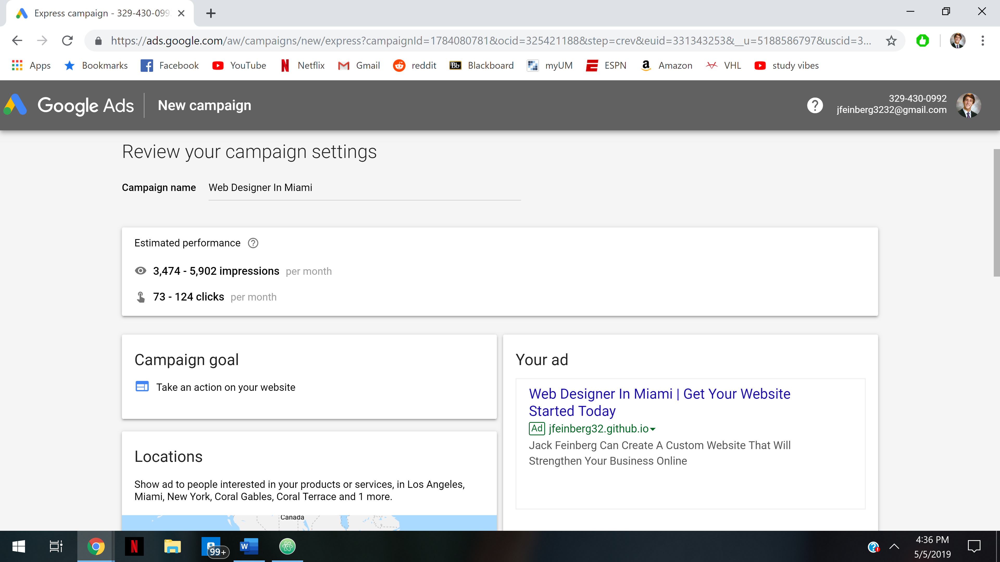 Express campaign - 329-430-099
https://ads.google.com/aw/campaigns/new/express?campaignId=1784080781&ocid=325421188&step=crev&euid=331343253&__u=5188586797&uscid=3...
Apps Bookmarks Facebook YouTube Netflix Gmail reddit Bb Blackboard myUM ESPN Amazon VHL study vibes
Google Ads New campaign
329-430-0992
jfeinberg3232@gmail.com
Review your campaign settings
Campaign name Web Designer In Miami
Estimated performance
3,474 - 5,902 impressions per month
73 - 124 clicks per month
Campaign goal
Take an action on your website
Your ad
Web Designer In Miami | Get Your Website
Started Today
Ad jfeinberg32.github.io
Jack Feinberg Can Create A Custom Website That Will
Strengthen Your Business Online
Locations
Show ad to people interested in your products or services, in Los Angeles,
Miami, New York, Coral Gables, Coral Terrace and 1 more.
Canada
99+
W
4:36 PM
5/5/2019